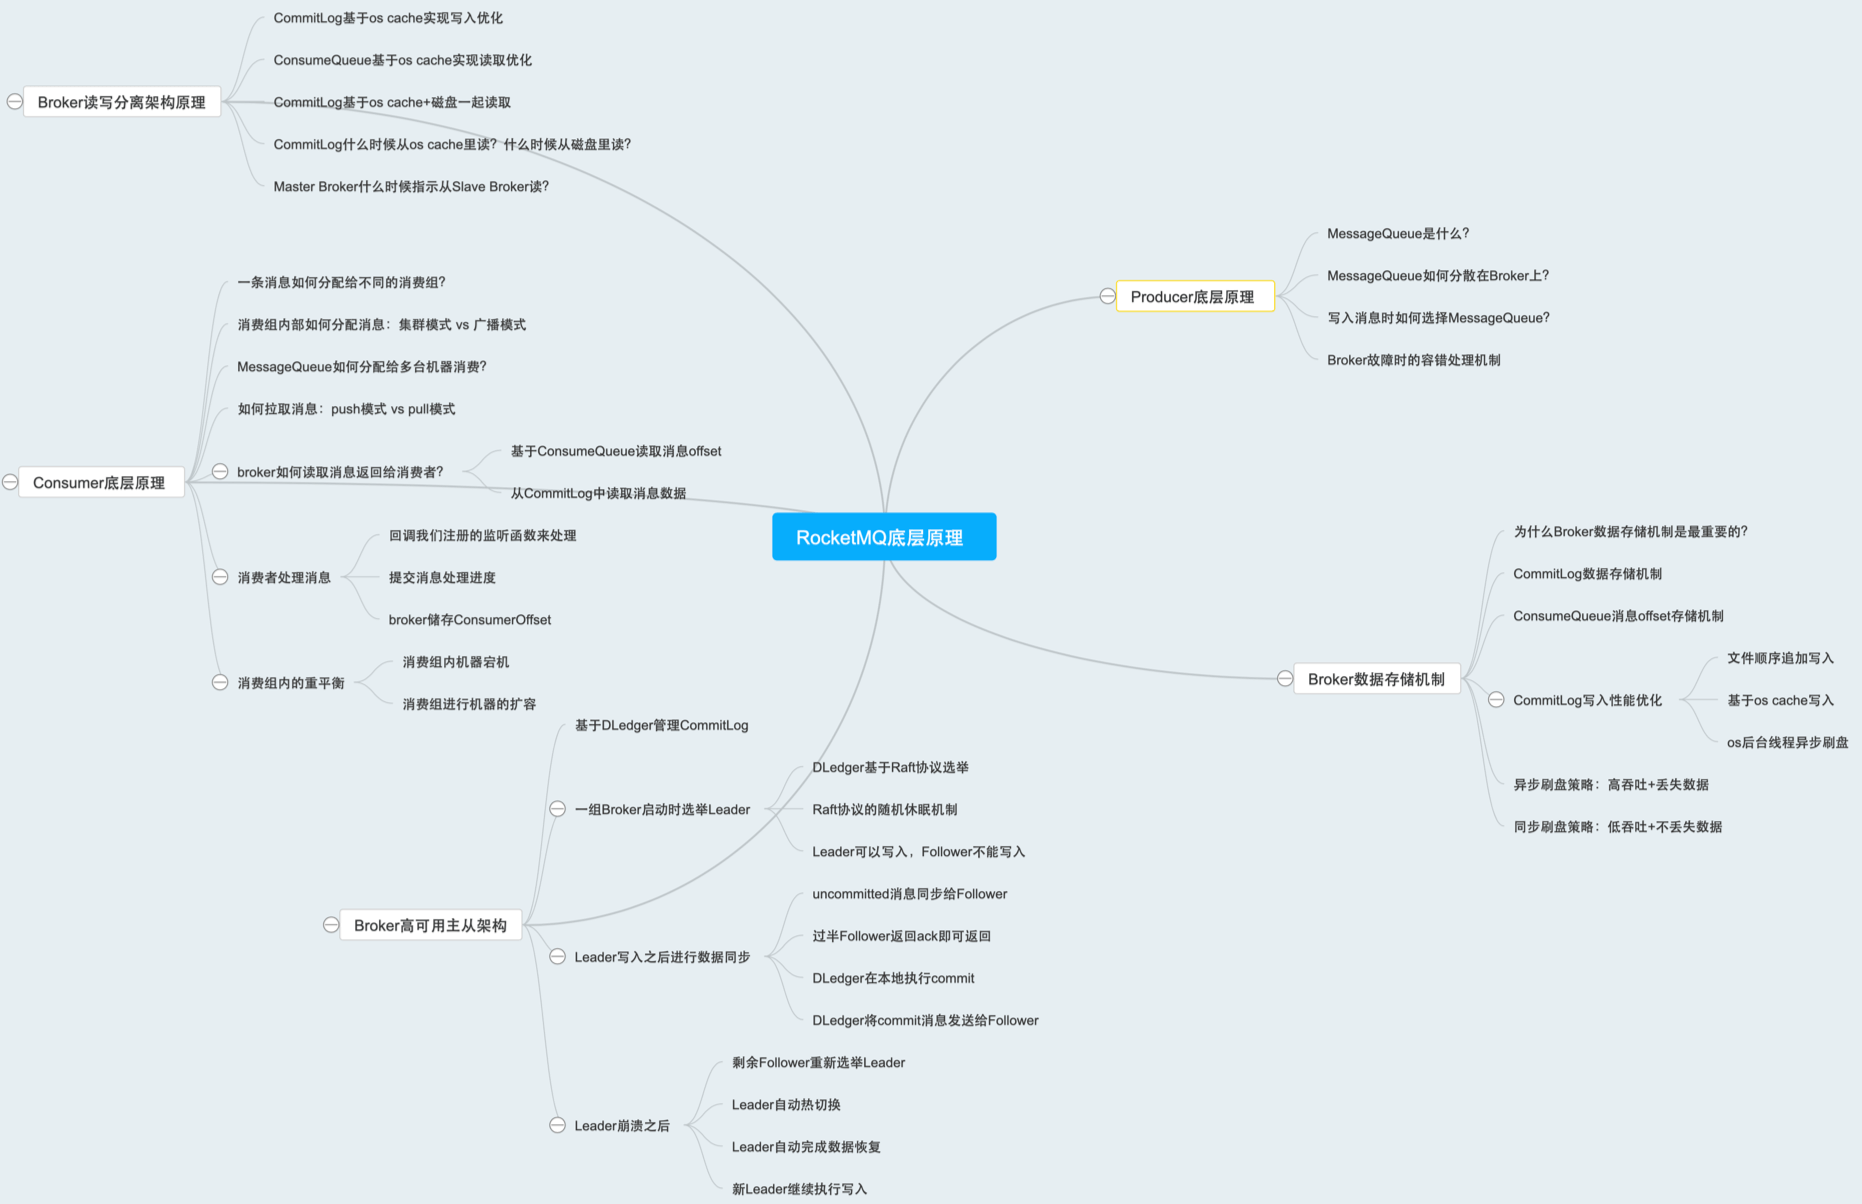 RocketMQ底层原理
Producer底层原理
MessageQueue是什么?
MessageQueue如何分散在Broker上?
写入消息时如何选择MessageQueue?
Broker故障时的容错处理机制
Broker数据存储机制
为什么Broker数据存储机制是最重要的?
CommitLog数据存储机制
ConsumeQueue消息offset存储机制
CommitLog写入性能优化
文件顺序追加写入
基于os cache写入
os后台线程异步刷盘
异步刷盘策略：高吞吐+丢失数据
同步刷盘策略：低吞吐+不丢失数据
Broker高可用主从架构
基于DLedger管理CommitLog
一组Broker启动时选举Leader
DLedger基于Raft协议选举
Raft协议的随机休眠机制
Leader可以写入，Follower不能写入
Leader写入之后进行数据同步
uncommitted消息同步给Follower
过半Follower返回ack即可返回
DLedger在本地执行commit
DLedger将commit消息发送给Follower
Leader崩溃之后
剩余Follower重新选举Leader
Leader自动热切换
Leader自动完成数据恢复
新Leader继续执行写入
Consumer底层原理
一条消息如何分配给不同的消费组?
消费组内部如何分配消息：集群模式 vs 广播模式
MessageQueue如何分配给多台机器消费?
如何拉取消息：push模式 vs pull模式
broker如何读取消息返回给消费者?
基于ConsumeQueue读取消息offset
从CommitLog中读取消息数据
消费者处理消息
回调我们注册的监听函数来处理
提交消息处理进度
broker储存ConsumerOffset
消费组内的重平衡
消费组内机器宕机
消费组进行机器的扩容
Broker读写分离架构原理
CommitLog基于os cache实现写入优化
ConsumeQueue基于os cache实现读取优化
CommitLog基于os cache+磁盘一起读取
CommitLog什么时候从os cache里读? 什么时候从磁盘里读?
Master Broker什么时候指示从Slave Broker读?